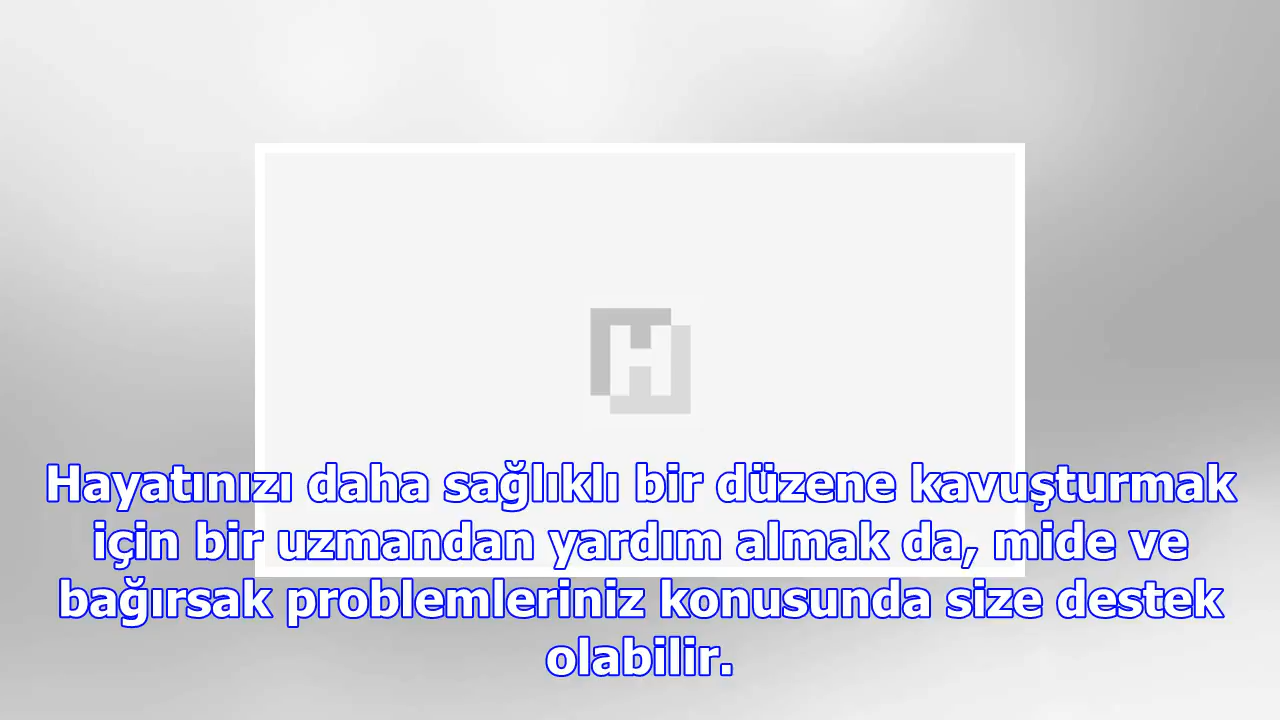 Hayatınızı daha sağlıklı bir düzene kavuşturmak
için bir uzmandan yardım almak da, mide ve
bağırsak problemleriniz konusunda size destek
olabilir.